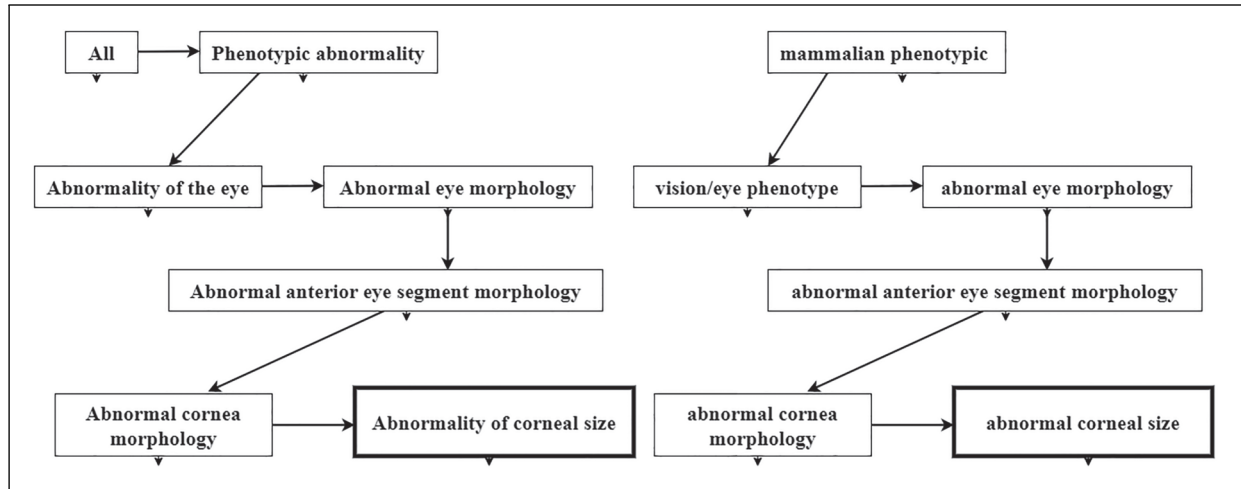 All
Phenotypic abnormality
mammalian phenotypic
Abnormality of the eye
Abnormal eye morphology
vision/eye phenotype
abnormal eye morphology
Abnormal anterior eye segment morphology
abnormal anterior eye segment morphology
Abnormal cornea
morphology
Abnormality of corneal size
abnormal cornea
morphology
abnormal corneal size